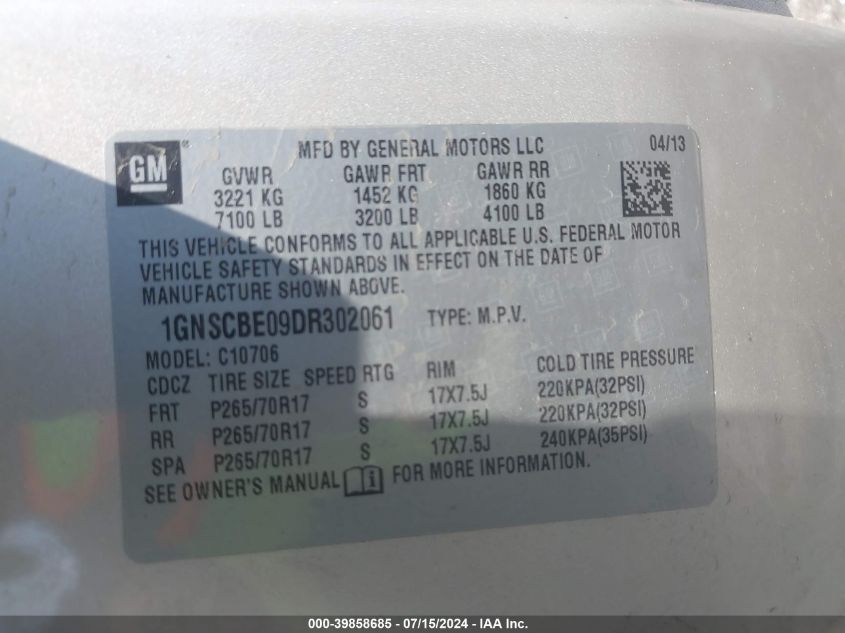 GM ® MFD BY GENERAL MOTORS LLC 04/13
GVWR GAWR FRT GAWR RR
3221 KG 1452 KG 1860 KG
7100 LB 3200 LB 4100 LB
THIS VEHICLE CONFORMS TO ALL APPLICABLE U.S. FEDERAL MOTOR
VEHICLE SAFETY STANDARDS IN EFFECT ON THE DATE OF
MANUFACTURE SHOWN ABOVE.
1GNSCBE09DR302061 TYPE: M.P.V.
MODEL: C10706
CDCZ TIRE SIZE SPEED RTG RIM COLD TIRE PRESSURE
FRT P265/70R17 S 17X7.5J 220KPA(32PSI)
RR P265/70R17 S 17X7.5J 220KPA(32PSI)
SPA P265/70R17 S 17X7.5J 240KPA(35PSI)
SEE OWNER'S MANUAL FOR MORE INFORMATION.
000-39858685 - 07/15/2024 - IAA Inc.